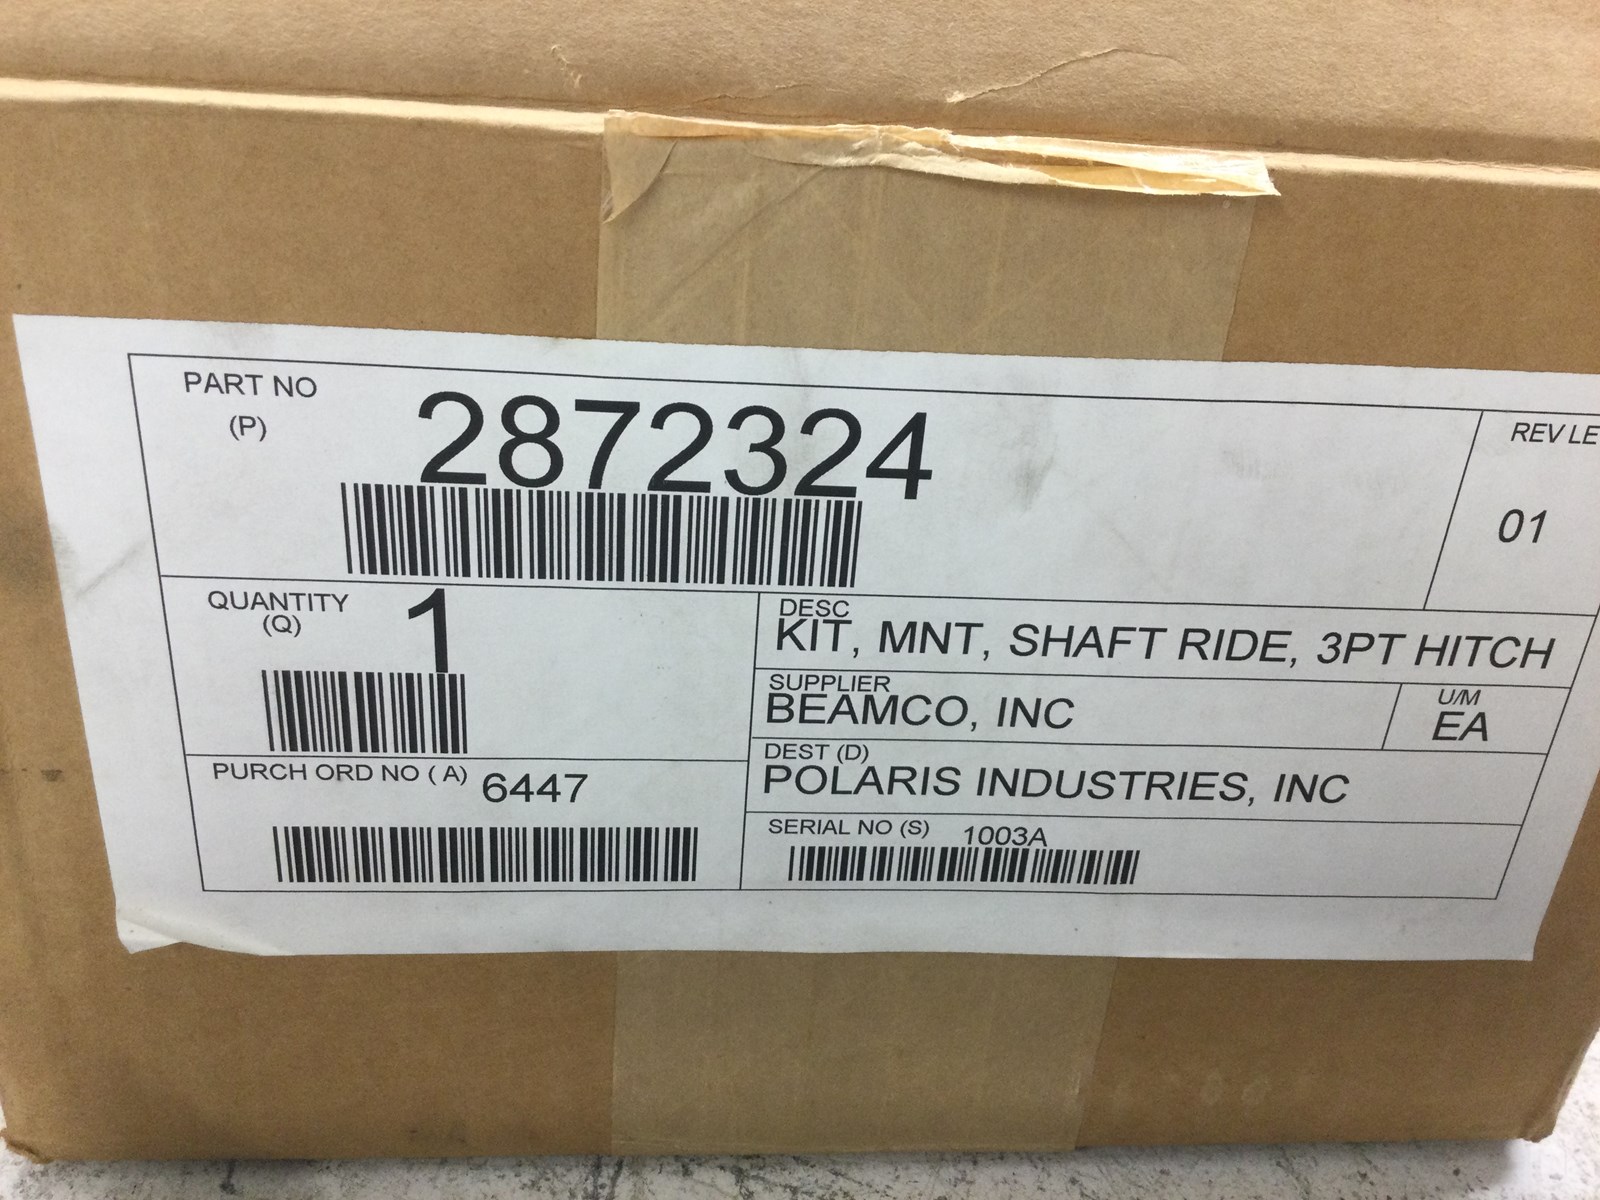 PART NO
(P)
2872324
REV LE
01
QUANTITY
(Q)
1
DESC
KIT, MNT, SHAFT RIDE, 3PT HITCH
SUPPLIER
BEAMCO, INC
U/M
EA
PURCH ORD NO ( A) 6447
DEST (D)
POLARIS INDUSTRIES, INC
SERIAL NO (S) 1003A